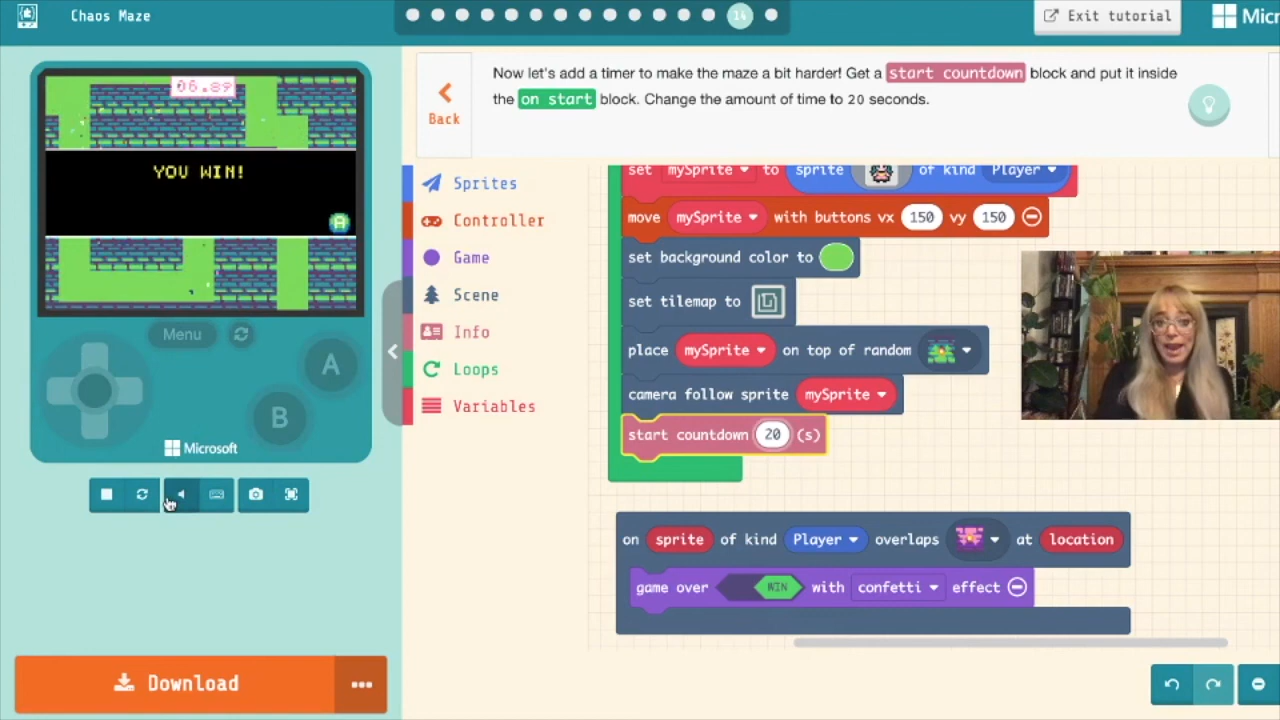 Chaos Maze
14
Exit tutorial
Micr
Back
Now let's add a timer to make the maze a bit harder! Get a start countdown block and put it inside
the on start block. Change the amount of time to 20 seconds.
06.89
YOU WIN!
A
Menu
A
B
Microsoft
Download
Sprites
Controller
Game
Scene
Info
Loops
Variables
set mySprite to sprite of kind Player
move mySprite with buttons vx 150 vy 150
set background color to
set tilemap to
place mySprite on top of random
camera follow sprite mySprite
start countdown 20 (s)
on sprite of kind Player overlaps at location
game over WIN with confetti effect